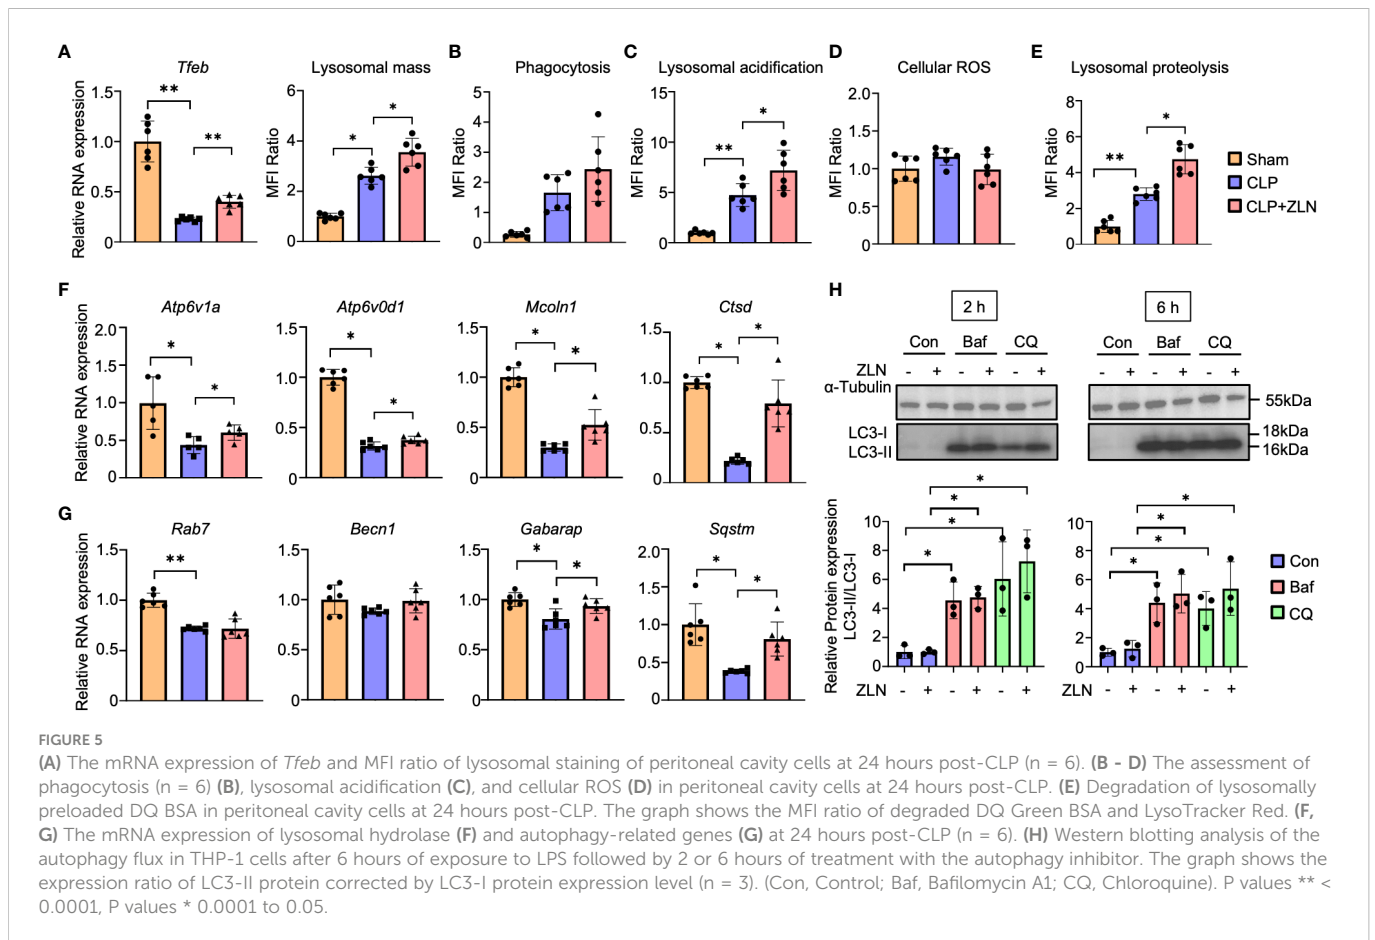 A
B
C
D
E
Tfeb
Lysosomal mass
Phagocytosis
Lysosomal acidification
Cellular ROS
Lysosomal proteolysis
Relative RNA expression
1.5
1.0
0.5
0
** **
MFI Ratio
6
4
2
0
* *
MFI Ratio
5
4
3
2
1
0
MFI Ratio
15
10
5
0
** *
MFI Ratio
2.0
1.5
1.0
0.5
0
MFI Ratio
8
6
4
2
0
** *
Sham
CLP
CLP+ZLN
F
Atp6v1a
Atp6v0d1
Mcoln1
Ctsd
Relative RNA expression
2.0
1.5
1.0
0.5
0
* *
1.5
1.0
0.5
0
* *
1.5
1.0
0.5
0
* *
1.5
1.0
0.5
0
* *
G
Rab7
Becn1
Gabarap
Sqstm
Relative RNA expression
1.5
1.0
0.5
0
**
1.5
1.0
0.5
0
1.5
1.0
0.5
0
* *
2.0
1.5
1.0
0.5
0
* *
H
2 h
6 h
Con Baf CQ
Con Baf CQ
ZLN - + - + - +
- + - + - +
α-Tubulin
55kDa
LC3-I
LC3-II
18kDa
16kDa
Relative Protein expression
LC3-II/LC3-I
10
8
6
4
2
0
* * * *
ZLN - + - + - +
10
8
6
4
2
0
* * * *
ZLN - + - + - +
Con
Baf
CQ
FIGURE 5
(A) The mRNA expression of Tfeb and MFI ratio of lysosomal staining of peritoneal cavity cells at 24 hours post-CLP (n = 6). (B - D) The assessment of
phagocytosis (n = 6) (B), lysosomal acidification (C), and cellular ROS (D) in peritoneal cavity cells at 24 hours post-CLP. (E) Degradation of lysosomally
preloaded DQ BSA in peritoneal cavity cells at 24 hours post-CLP. The graph shows the MFI ratio of degraded DQ Green BSA and LysoTracker Red. (F,
G) The mRNA expression of lysosomal hydrolase (F) and autophagy-related genes (G) at 24 hours post-CLP (n = 6). (H) Western blotting analysis of the
autophagy flux in THP-1 cells after 6 hours of exposure to LPS followed by 2 or 6 hours of treatment with the autophagy inhibitor. The graph shows the
expression ratio of LC3-II protein corrected by LC3-I protein expression level (n = 3). (Con, Control; Baf, Bafilomycin A1; CQ, Chloroquine). P values ** <
0.0001, P values * 0.0001 to 0.05.